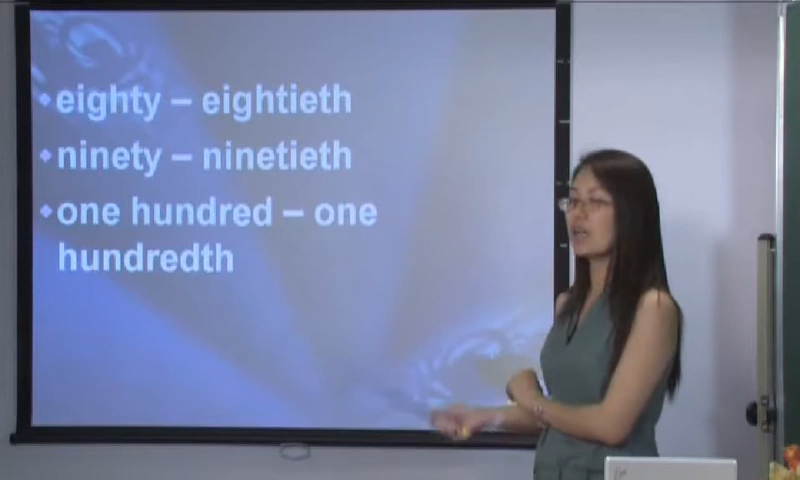 eighty – eightieth
ninety – ninetieth
one hundred – one
hundredth